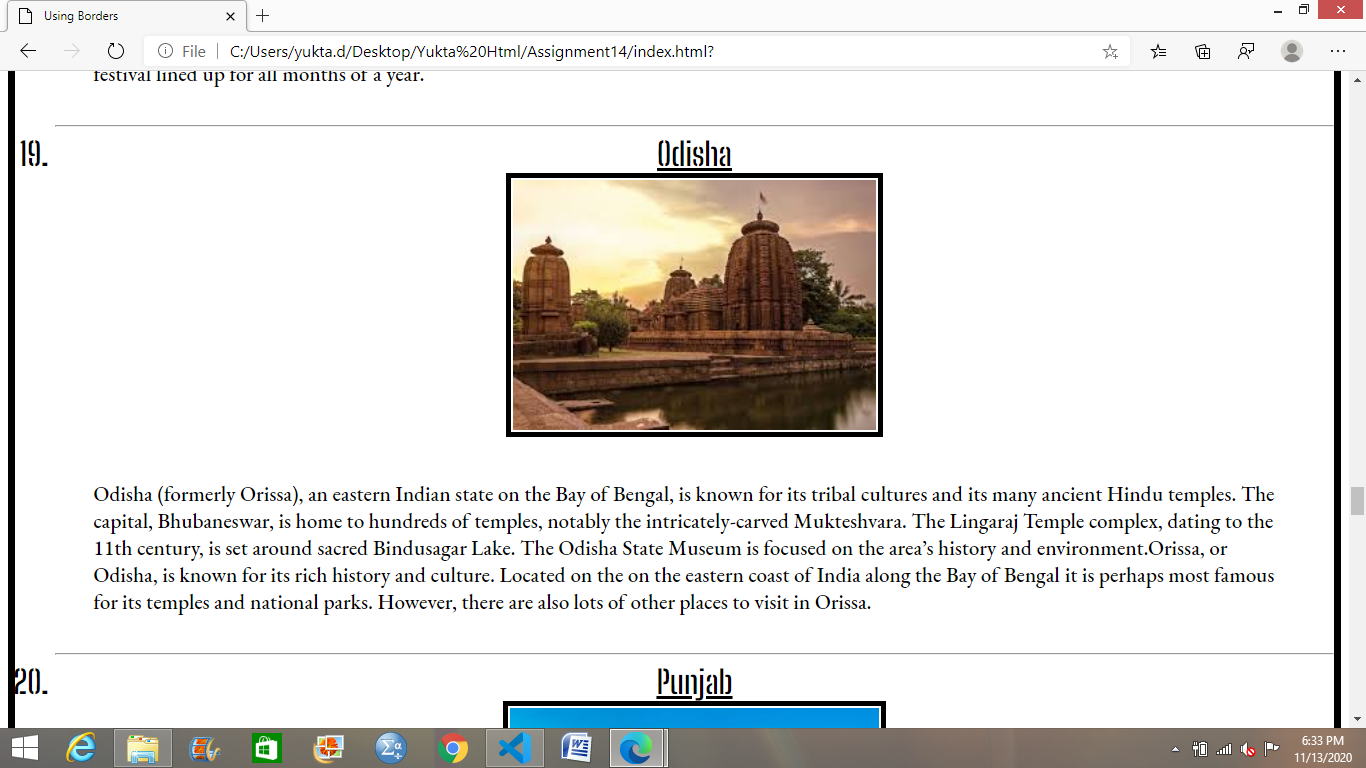 Using Borders
File
C:/Users/yukta.d/Desktop/Yukta%20Html/Assignment14/index.html?
festival lined up for all months of a year.
19.
Odisha
Odisha (formerly Orissa), an eastern Indian state on the Bay of Bengal, is known for its tribal cultures and its many ancient Hindu temples. The
capital, Bhubaneswar, is home to hundreds of temples, notably the intricately-carved Mukteshvara. The Lingaraj Temple complex, dating to the
11th century, is set around sacred Bindusagar Lake. The Odisha State Museum is focused on the area’s history and environment.Orissa, or
Odisha, is known for its rich history and culture. Located on the on the eastern coast of India along the Bay of Bengal it is perhaps most famous
for its temples and national parks. However, there are also lots of other places to visit in Orissa.
20.
Punjab
6:33 PM
11/13/2020